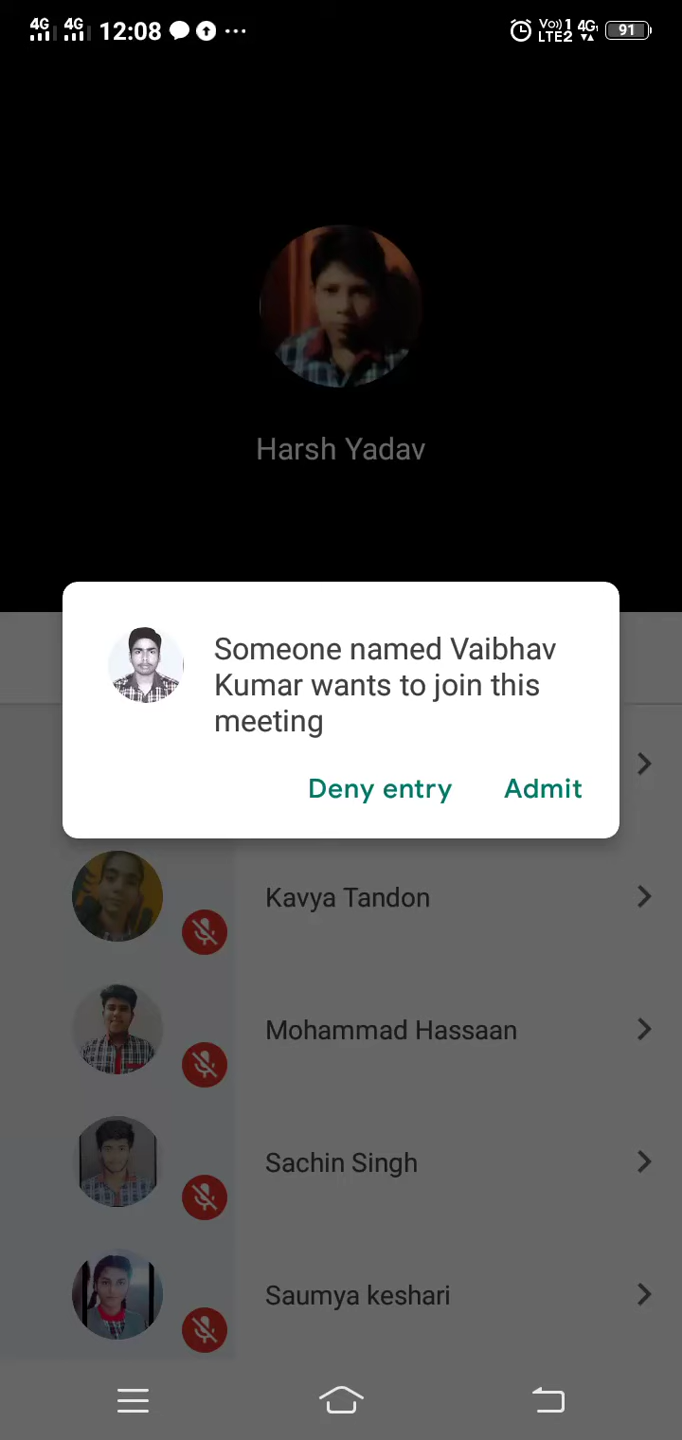 4G 4G 12:08 ... Vo)) 1 LTE2 4G 91
Harsh Yadav
Someone named Vaibhav
Kumar wants to join this
meeting
Deny entry Admit
Kavya Tandon
Mohammad Hassaan
Sachin Singh
Saumya keshari